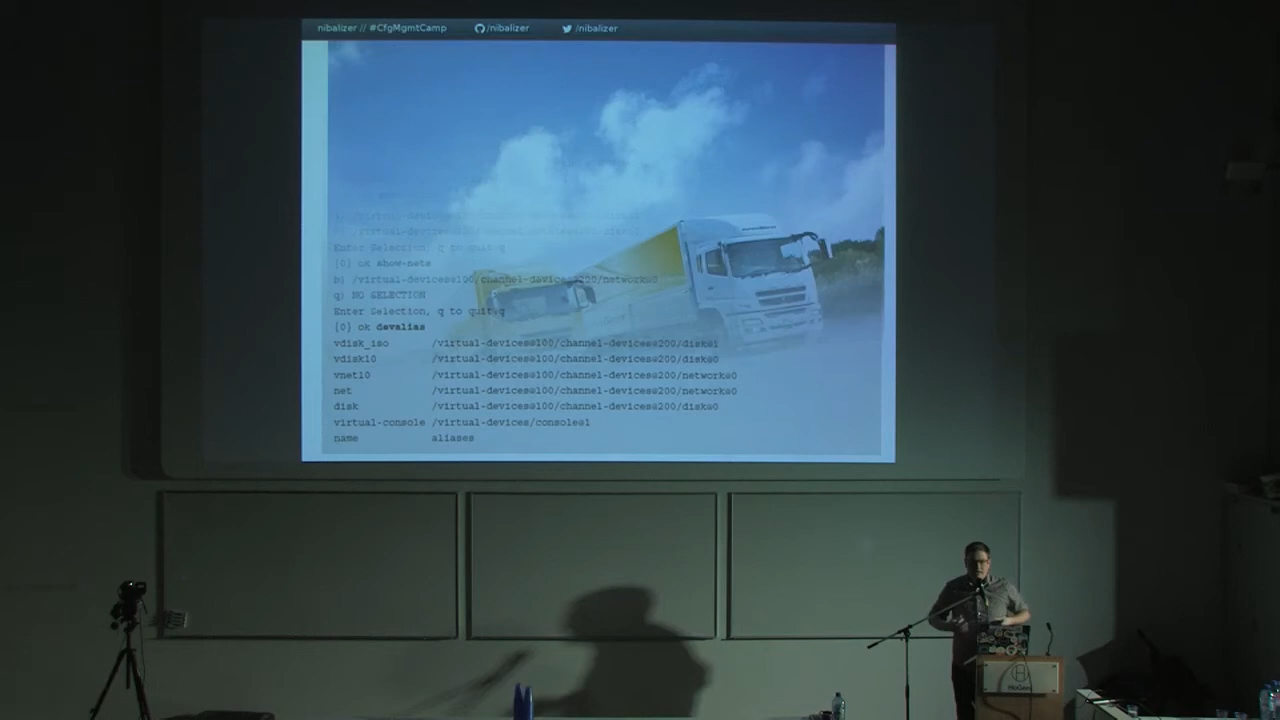 nibalizer // #CfgMgmtCamp /nibalizer /nibalizer
Enter Selection, q to quit:q
{0} ok show-nets
b) /virtual-devices@100/channel-devices@200/network@0
q) NO SELECTION
Enter Selection, q to quit:q
{0} ok devalias
vdisk_iso /virtual-devices@100/channel-devices@200/disk@1
vdisk10 /virtual-devices@100/channel-devices@200/disk@0
vnet10 /virtual-devices@100/channel-devices@200/network@0
net /virtual-devices@100/channel-devices@200/network@0
disk /virtual-devices@100/channel-devices@200/disk@0
virtual-console /virtual-devices/console@1
name aliases
HoGent